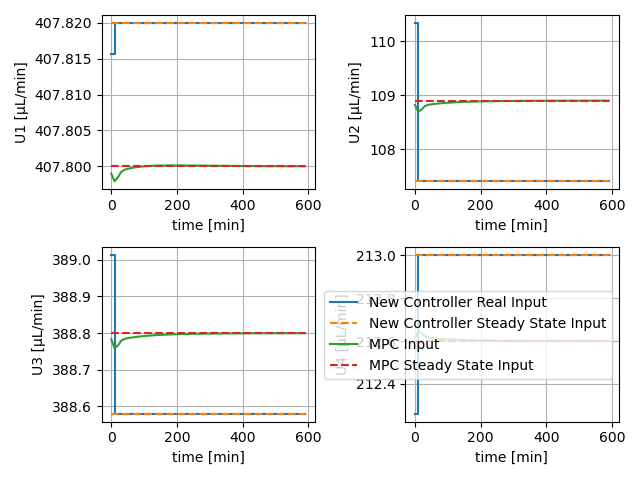 407.820
407.815
407.810
407.805
407.800
U1 [µL/min]
0 200 400 600
time [min]
110
109
108
U2 [µL/min]
0 200 400 600
time [min]
389.0
388.9
388.8
388.7
388.6
U3 [µL/min]
0 200 400 600
time [min]
213.0
212.4
U4 [µL/min]
0 200 400 600
time [min]
New Controller Real Input
New Controller Steady State Input
MPC Input
MPC Steady State Input